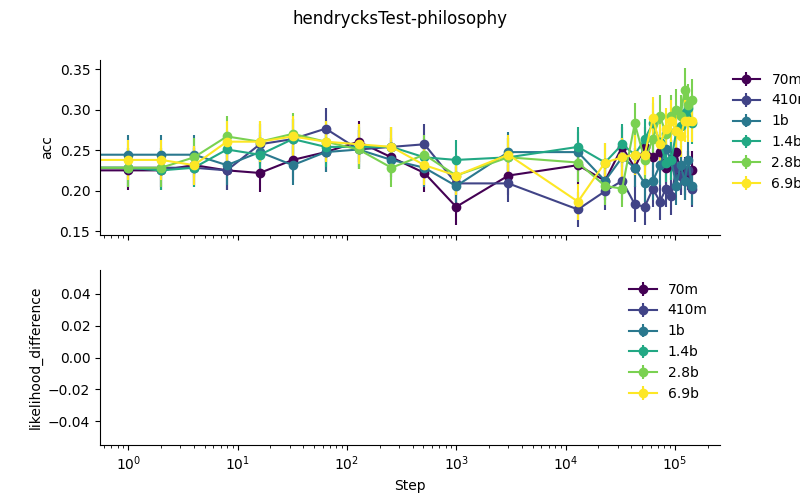 hendrycksTest-philosophy
acc
0.35
0.30
0.25
0.20
0.15
70m
410m
1b
1.4b
2.8b
6.9b
likelihood_difference
0.04
0.02
0.00
−0.02
−0.04
70m
410m
1b
1.4b
2.8b
6.9b
10⁰ 10¹ 10² 10³ 10⁴ 10⁵
Step